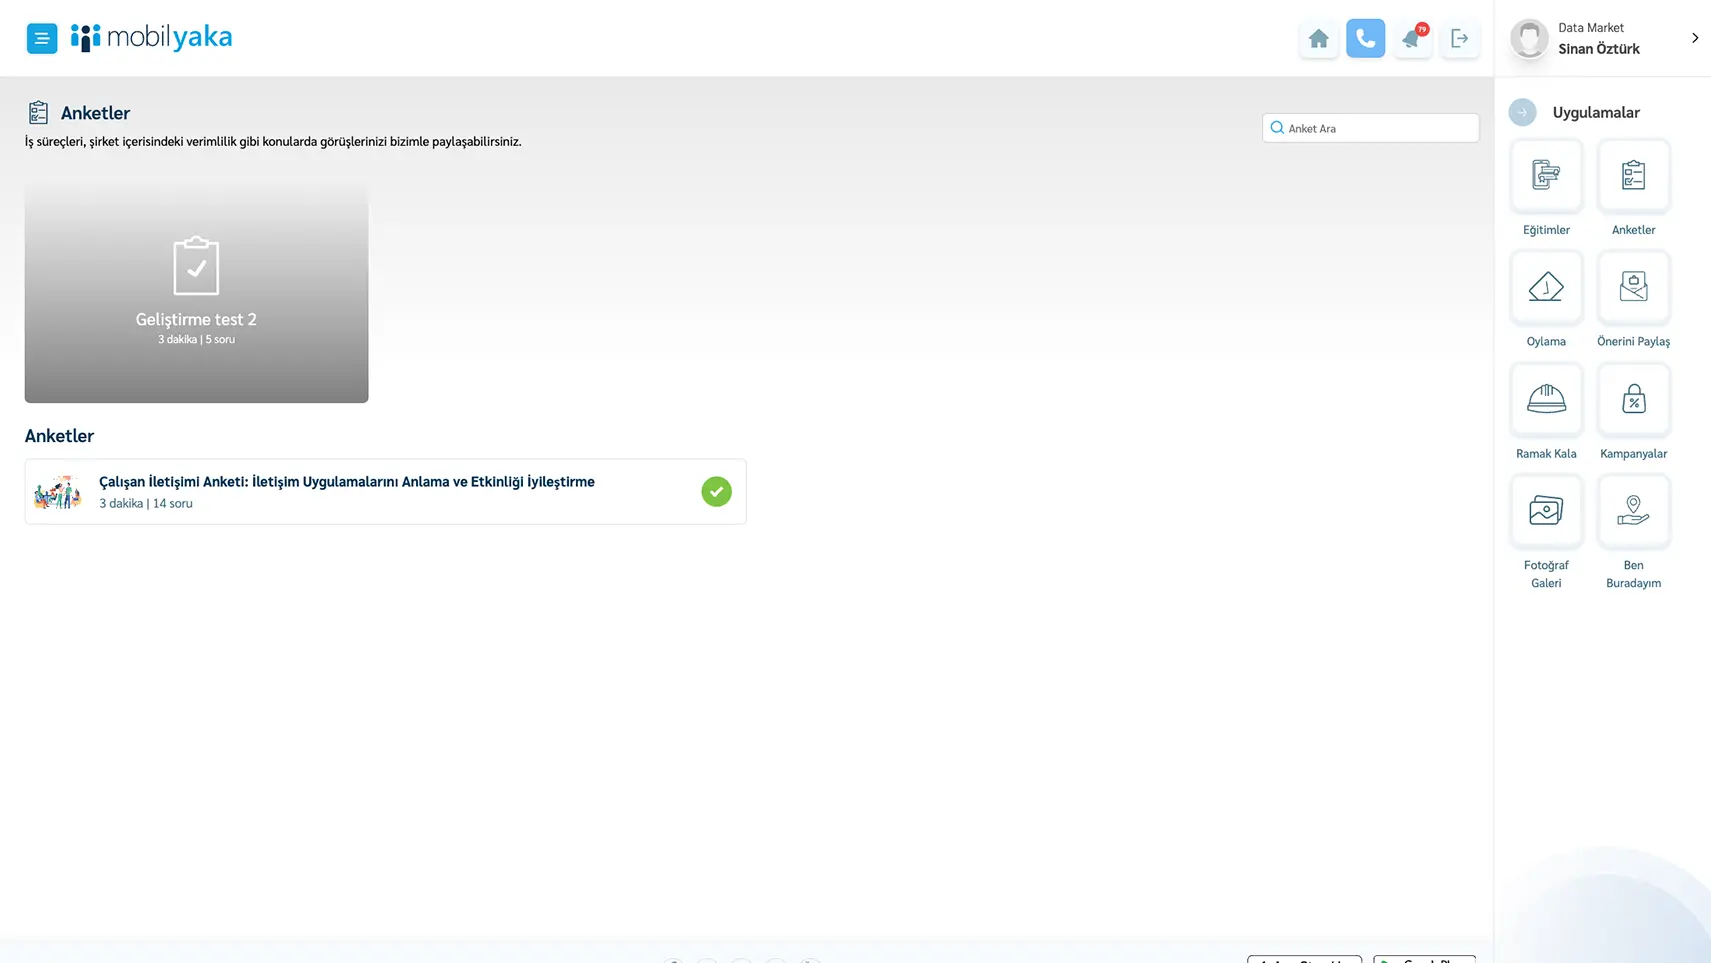 mobilyaka
79
Data Market
Sinan Öztürk
Anketler
İş süreçleri, şirket içerisindeki verimlilik gibi konularda görüşlerinizi bizimle paylaşabilirsiniz.
Anket Ara
Geliştirme test 2
3 dakika | 5 soru
Anketler
Çalışan İletişimi Anketi: İletişim Uygulamalarını Anlama ve Etkinliği İyileştirme
3 dakika | 14 soru
Uygulamalar
Eğitimler
Anketler
Oylama
Önerini Paylaş
Ramak Kala
Kampanyalar
Fotoğraf
Galeri
Ben
Buradayım